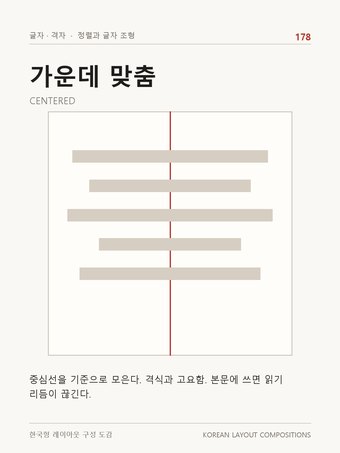 글자 · 격자 · 정렬과 글자 조형
178
가운데 맞춤
CENTERED
중심선을 기준으로 모은다. 격식과 고요함. 본문에 쓰면 읽기
리듬이 끊긴다.
한국형 레이아웃 구성 도감
KOREAN LAYOUT COMPOSITIONS